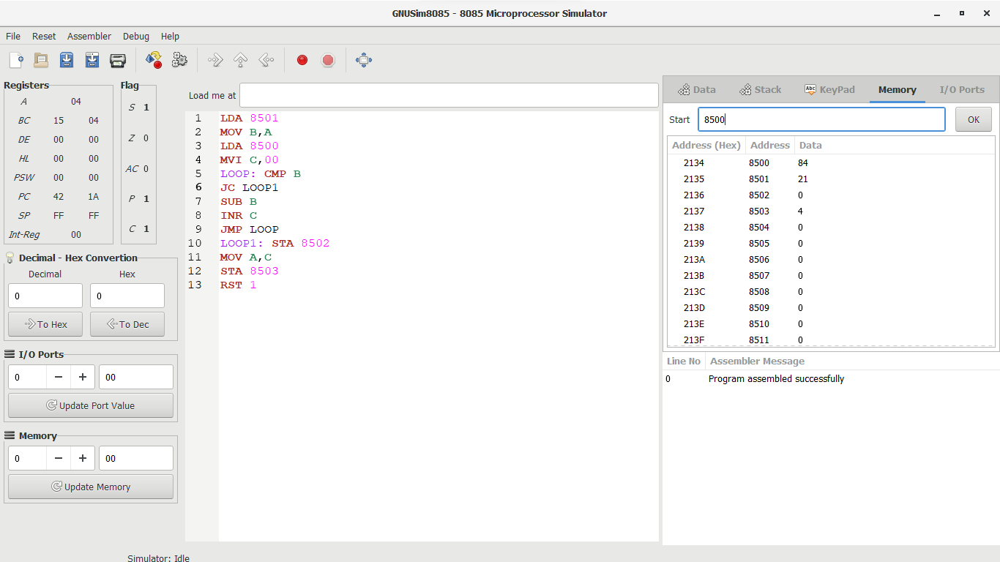 GNUSim8085 - 8085 Microprocessor Simulator
File Reset Assembler Debug Help
Registers
A 04
BC 15 04
DE 00 00
HL 00 00
PSW 00 00
PC 42 1A
SP FF FF
Int-Reg 00
Flag
S 1
Z 0
AC 0
P 1
C 1
Decimal - Hex Convertion
Decimal Hex
0 0
To Hex To Dec
I/O Ports
0 00
Update Port Value
Memory
0 00
Update Memory
Load me at
1 LDA 8501
2 MOV B,A
3 LDA 8500
4 MVI C,00
5 LOOP: CMP B
6 JC LOOP1
7 SUB B
8 INR C
9 JMP LOOP
10 LOOP1: STA 8502
11 MOV A,C
12 STA 8503
13 RST 1
Data Stack Abc KeyPad Memory I/O Ports
Start 8500 OK
Address (Hex) Address Data
2134 8500 84
2135 8501 21
2136 8502 0
2137 8503 4
2138 8504 0
2139 8505 0
213A 8506 0
213B 8507 0
213C 8508 0
213D 8509 0
213E 8510 0
213F 8511 0
Line No Assembler Message
0 Program assembled successfully
Simulator: Idle